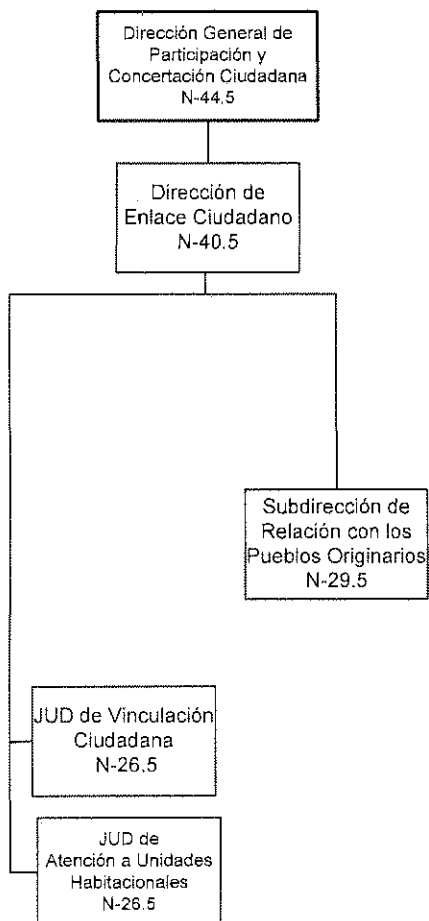 Dirección General de
Participación y
Concertación Ciudadana
N-44.5
Dirección de
Enlace Ciudadano
N-40.5
Subdirección de
Relación con los
Pueblos Originarios
N-29.5
JUD de Vinculación
Ciudadana
N-26.5
JUD de
Atención a Unidades
Habitacionales
N-26.5